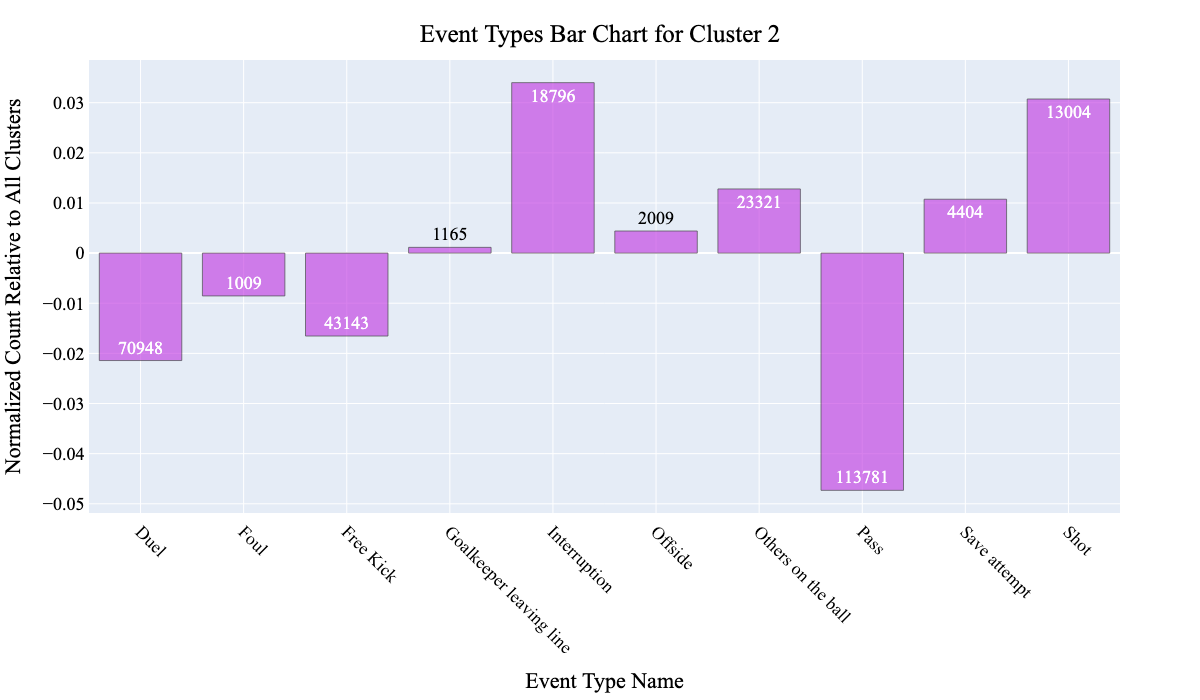 Event Types Bar Chart for Cluster 2
Normalized Count Relative to All Clusters
0.03
0.02
0.01
0
−0.01
−0.02
−0.03
−0.04
−0.05
70948
1009
43143
1165
18796
2009
23321
113781
4404
13004
Duel
Foul
Free Kick
Goalkeeper leaving line
Interruption
Offside
Others on the ball
Pass
Save attempt
Shot
Event Type Name